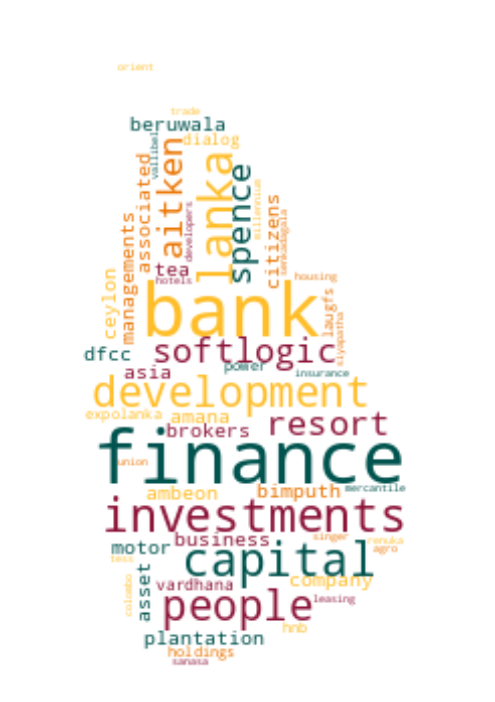 orient
trade
beruwala
dialog
vallibel
aitken
lanka
spence
associated
developers
millennium
citizens
senkadagala
managements
tea
hotels
housing
ceylon
bank
laugfs
siyapatha
dfcc
softlogic
power
asia
insurance
development
expolanka
amana
resort
brokers
finance
union
ambeon
bimputh
mercantile
investments
business
singer
renuka
motor
agro
tess
capital
company
asset
vardhana
colombo
people
leasing
hnb
plantation
holdings
sanasa